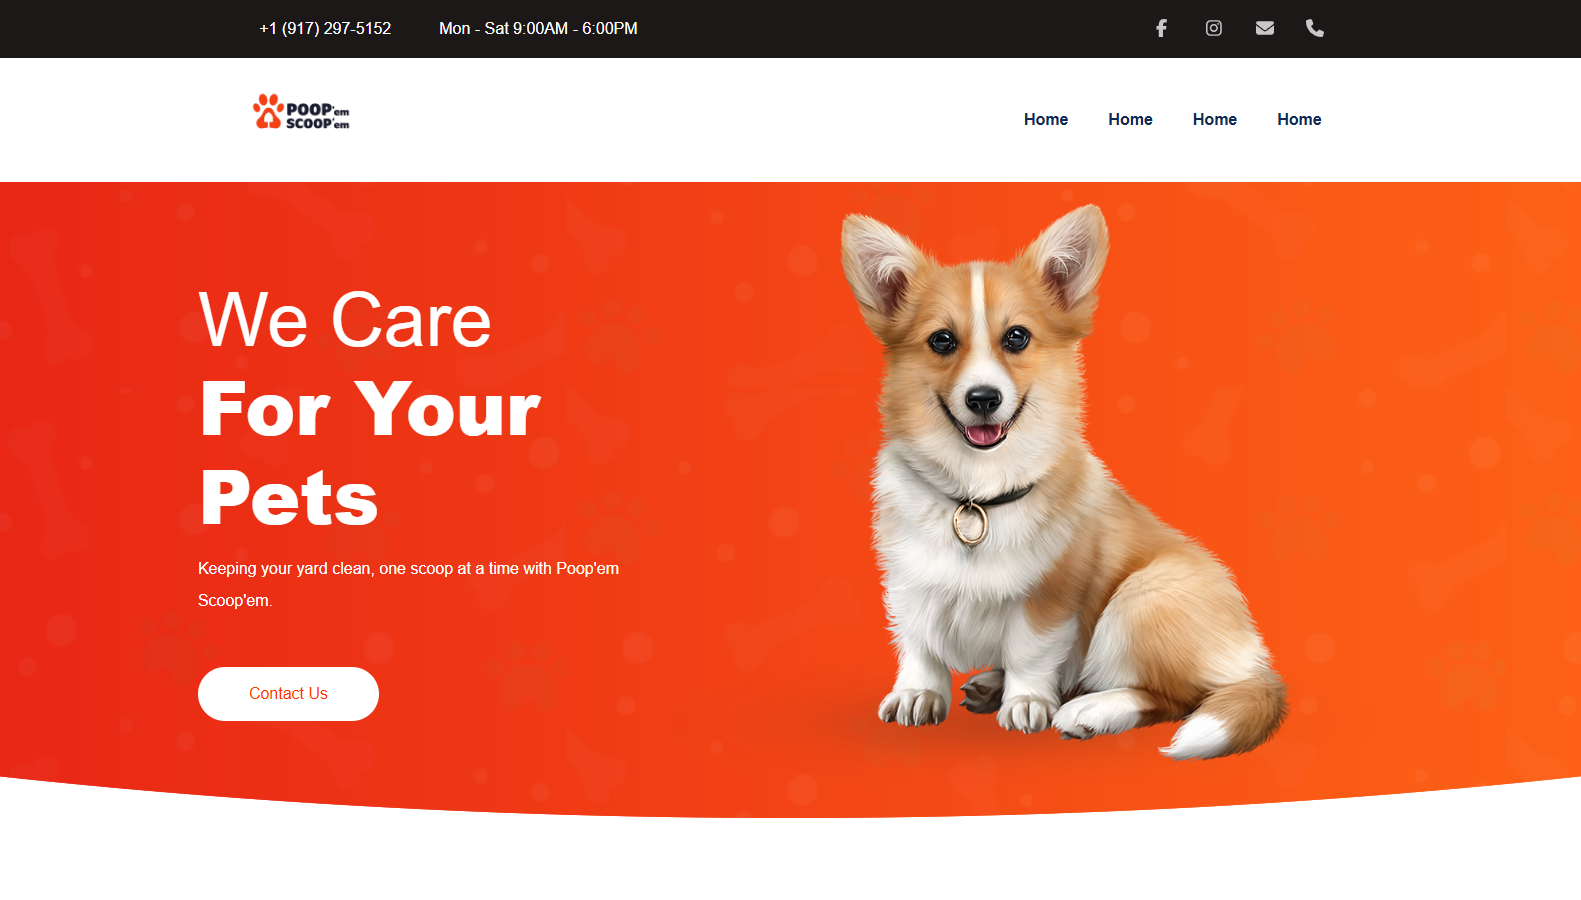 +1 (917) 297-5152 Mon - Sat 9:00AM - 6:00PM
POOP'em
SCOOP'em
Home Home Home Home
We Care
For Your
Pets
Keeping your yard clean, one scoop at a time with Poop'em
Scoop'em.
Contact Us